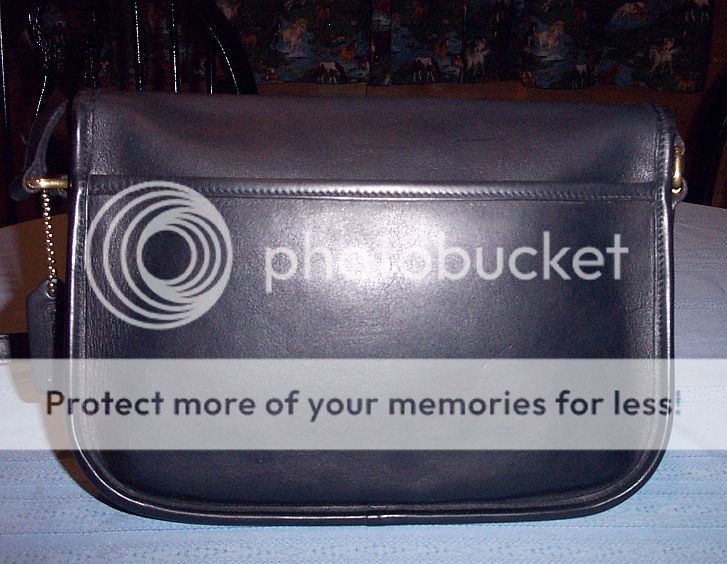 photobucket
Protect more of your memories for less!